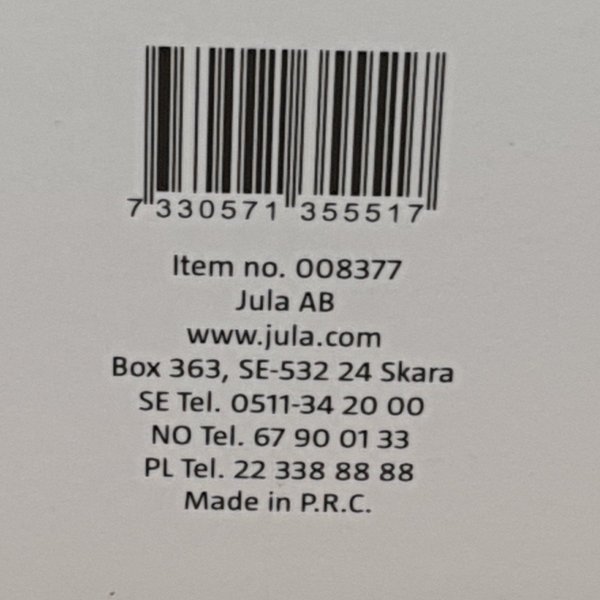 7 330571 355517
Item no. 008377
Jula AB
www.jula.com
Box 363, SE-532 24 Skara
SE Tel. 0511-34 20 00
NO Tel. 67 90 01 33
PL Tel. 22 338 88 88
Made in P.R.C.